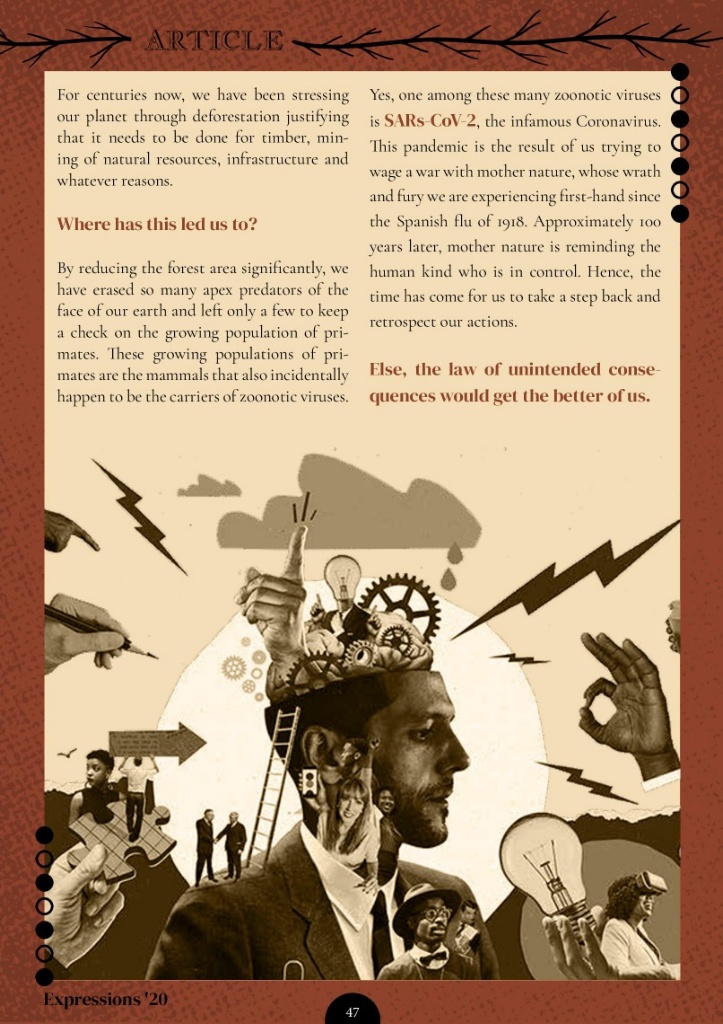 ARTICLE
For centuries now, we have been stressing
our planet through deforestation justifying
that it needs to be done for timber, min-
ing of natural resources, infrastructure and
whatever reasons.
Where has this led us to?
By reducing the forest area significantly, we
have erased so many apex predators of the
face of our earth and left only a few to keep
a check on the growing population of pri-
mates. These growing populations of pri-
mates are the mammals that also incidentally
happen to be the carriers of zoonotic viruses.
Yes, one among these many zoonotic viruses
is SARs-CoV-2, the infamous Coronavirus.
This pandemic is the result of us trying to
wage a war with mother nature, whose wrath
and fury we are experiencing first-hand since
the Spanish flu of 1918. Approximately 100
years later, mother nature is reminding the
human kind who is in control. Hence, the
time has come for us to take a step back and
retrospect our actions.
Else, the law of unintended conse-
quences would get the better of us.
Expressions '20
47